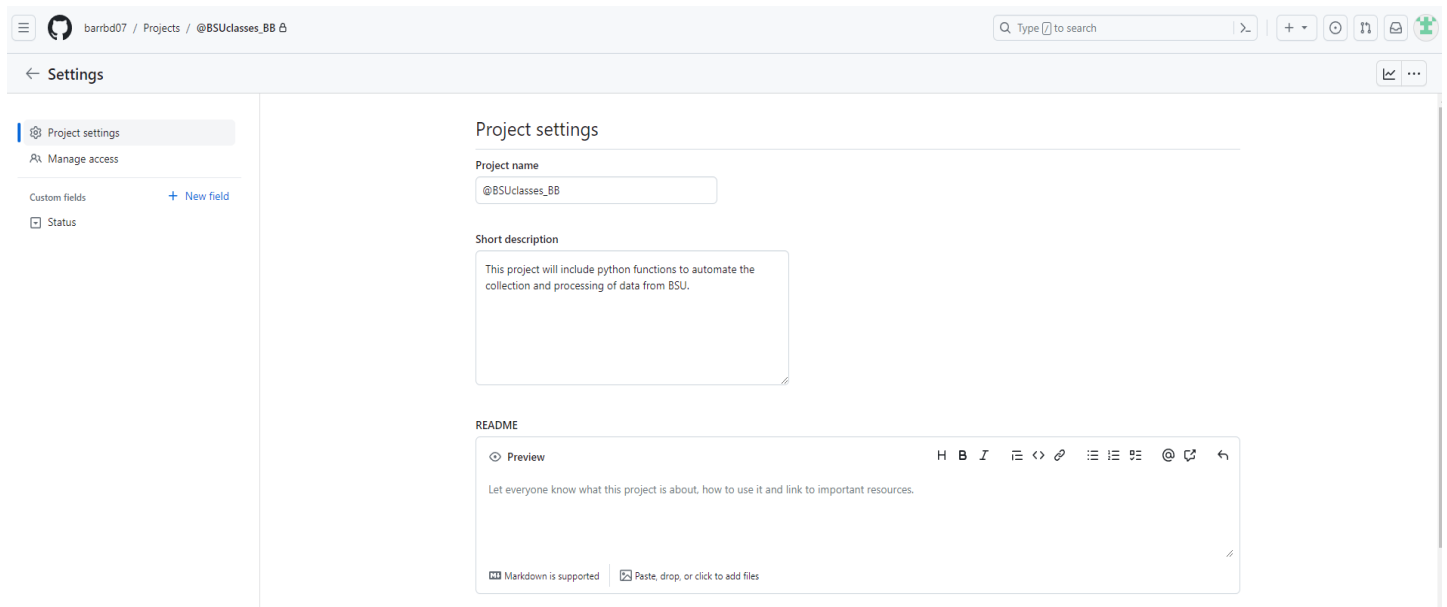 barrbd07 / Projects / @BSUclasses_BB
Type / to search
Settings
Project settings
Manage access
Custom fields
+ New field
Status
Project settings
Project name
@BSUclasses_BB
Short description
This project will include python functions to automate the
collection and processing of data from BSU.
README
Preview
H B I
Let everyone know what this project is about, how to use it and link to important resources.
Markdown is supported
Paste, drop, or click to add files